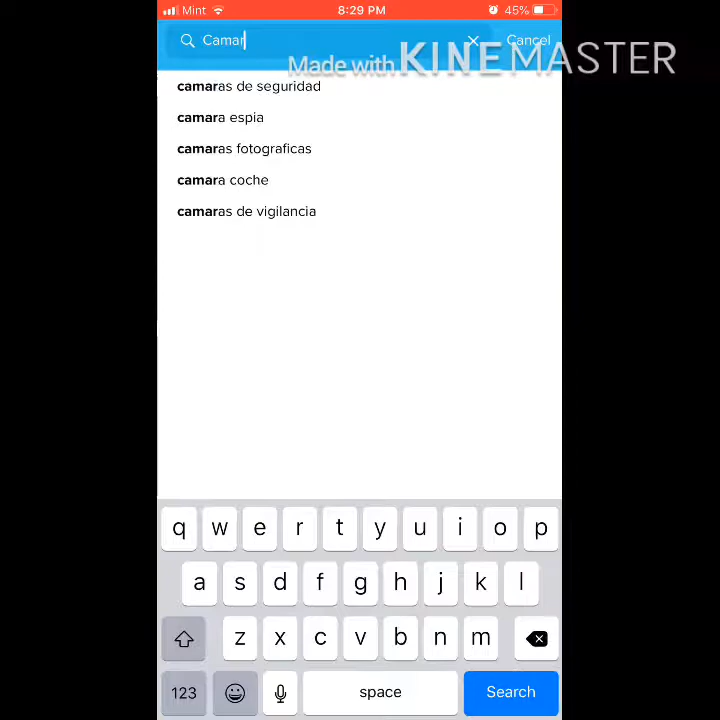 Mint 8:29 PM 45%
Camar Cancel
Made with KINEMASTER
camaras de seguridad
camara espia
camaras fotograficas
camara coche
camaras de vigilancia
q w e r t y u i o p
a s d f g h j k l
z x c v b n m
123 space Search